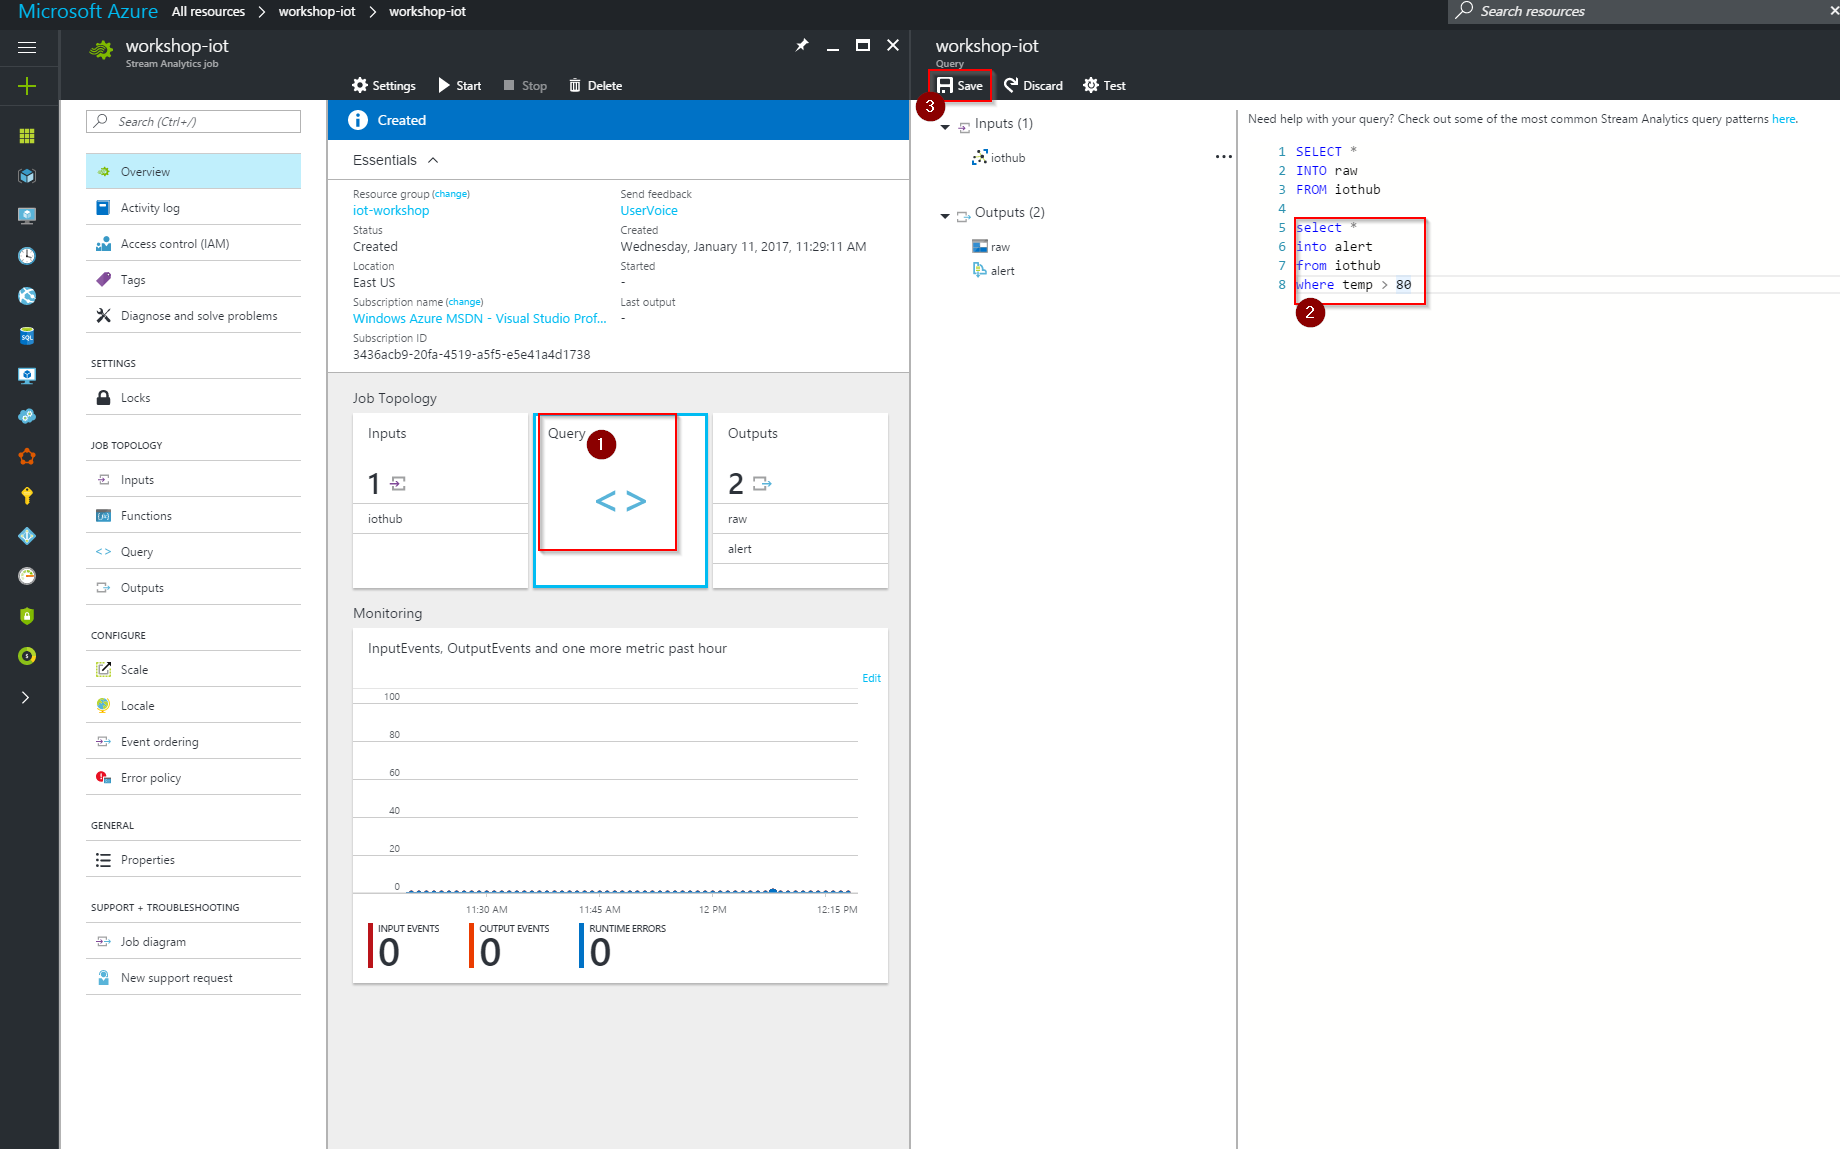 Microsoft Azure All resources > workshop-iot > workshop-iot
Search resources
workshop-iot
Stream Analytics job
Settings Start Stop Delete
Search (Ctrl+/)
Overview
Activity log
Access control (IAM)
Tags
Diagnose and solve problems
SETTINGS
Locks
JOB TOPOLOGY
Inputs
Functions
Query
Outputs
CONFIGURE
Scale
Locale
Event ordering
Error policy
GENERAL
Properties
SUPPORT + TROUBLESHOOTING
Job diagram
New support request
Created
Essentials
Resource group (change)
iot-workshop
Status
Created
Location
East US
Subscription name (change)
Windows Azure MSDN - Visual Studio Prof...
Subscription ID
3436acb9-20fa-4519-a5f5-e5e41a4d1738
Send feedback
UserVoice
Created
Wednesday, January 11, 2017, 11:29:11 AM
Started
-
Last output
-
Job Topology
Inputs
1
iothub
Query
1
< >
Outputs
2
raw
alert
Monitoring
InputEvents, OutputEvents and one more metric past hour
Edit
100
80
60
40
20
0
11:30 AM 11:45 AM 12 PM 12:15 PM
INPUT EVENTS
0
OUTPUT EVENTS
0
RUNTIME ERRORS
0
workshop-iot
Query
Save Discard Test
3
Inputs (1)
iothub
...
Outputs (2)
raw
alert
Need help with your query? Check out some of the most common Stream Analytics query patterns here.
1 SELECT *
2 INTO raw
3 FROM iothub
4
5 select *
6 into alert
7 from iothub
8 where temp > 80
2